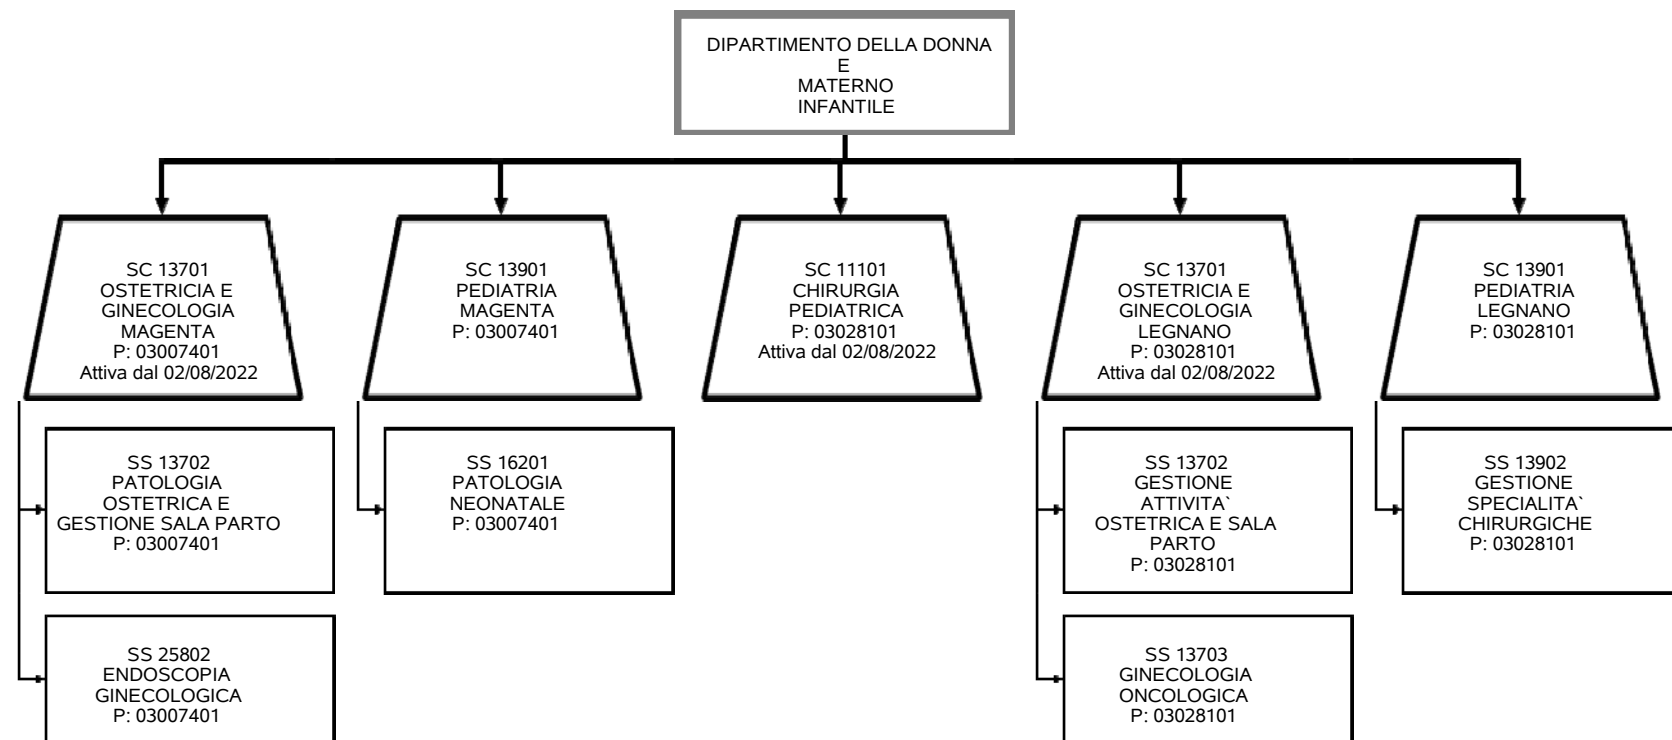 DIPARTIMENTO DELLA DONNA
E
MATERNO
INFANTILE
SC 13701
OSTETRICIA E
GINECOLOGIA
MAGENTA
P: 03007401
Attiva dal 02/08/2022
SC 13901
PEDIATRIA
MAGENTA
P: 03007401
SC 11101
CHIRURGIA
PEDIATRICA
P: 03028101
Attiva dal 02/08/2022
SC 13701
OSTETRICIA E
GINECOLOGIA
LEGNANO
P: 03028101
Attiva dal 02/08/2022
SC 13901
PEDIATRIA
LEGNANO
P: 03028101
SS 13702
PATOLOGIA
OSTETRICA E
GESTIONE SALA PARTO
P: 03007401
SS 16201
PATOLOGIA
NEONATALE
P: 03007401
SS 13702
GESTIONE
ATTIVITA`
OSTETRICA E SALA
PARTO
P: 03028101
SS 13902
GESTIONE
SPECIALITA`
CHIRURGICHE
P: 03028101
SS 25802
ENDOSCOPIA
GINECOLOGICA
P: 03007401
SS 13703
GINECOLOGIA
ONCOLOGICA
P: 03028101